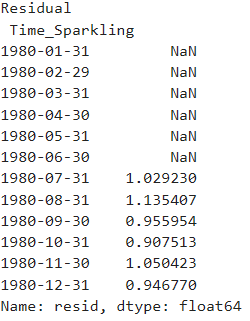 Residual
 Time_Sparkling
1980-01-31         NaN
1980-02-29         NaN
1980-03-31         NaN
1980-04-30         NaN
1980-05-31         NaN
1980-06-30         NaN
1980-07-31    1.029230
1980-08-31    1.135407
1980-09-30    0.955954
1980-10-31    0.907513
1980-11-30    1.050423
1980-12-31    0.946770
Name: resid, dtype: float64